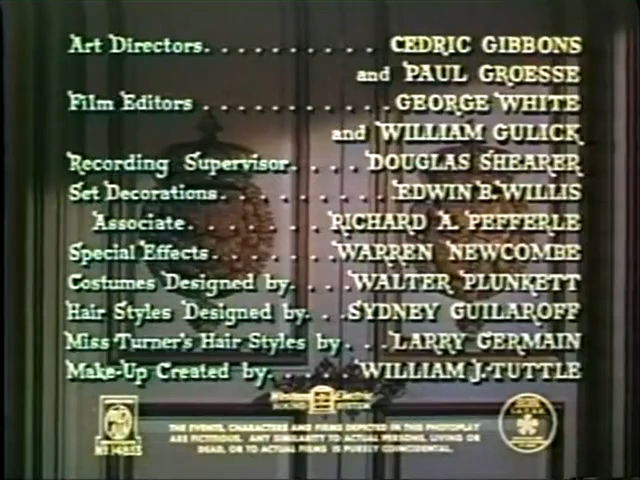 Art Directors. . . . . . . . . . CEDRIC GIBBONS
and PAUL GROESSE
Film Editors . . . . . . . . . . . GEORGE WHITE
and WILLIAM GULICK
Recording Supervisor. . . . . DOUGLAS SHEARER
Set Decorations. . . . . . . . . . . EDWIN B. WILLIS
Associate. . . . . . . . RICHARD A. PEFFERLE
Special Effects. . . . . . . . WARREN NEWCOMBE
Costumes Designed by. . . . WALTER PLUNKETT
Hair Styles Designed by. . . SYDNEY GUILAROFF
Miss Turner's Hair Styles by . . . LARRY GERMAIN
Make-Up Created by. . . . . . WILLIAM J. TUTTLE
Western Electric
SOUND SYSTEM
THE EVENTS, CHARACTERS AND FIRMS DEPICTED IN THIS PHOTOPLAY
ARE FICTITIOUS. ANY SIMILARITY TO ACTUAL PERSONS, LIVING OR
DEAD, OR TO ACTUAL FIRMS IS PURELY COINCIDENTAL.